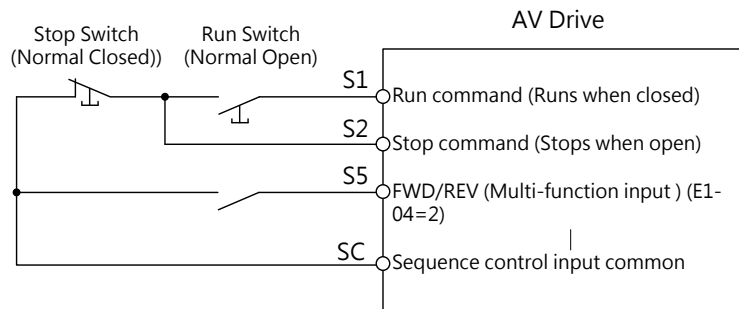 AV Drive
Stop Switch
(Normal Closed))
Run Switch
(Normal Open)
S1
Run command (Runs when closed)
S2
Stop command (Stops when open)
S5
FWD/REV (Multi-function input ) (E1-
04=2)
SC
Sequence control input common